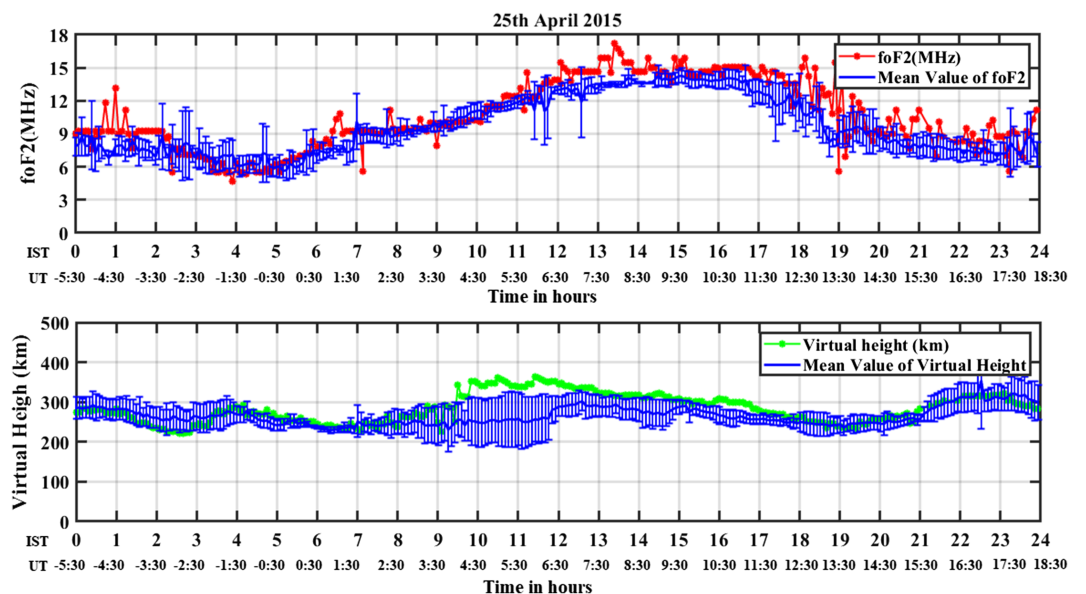 25th April 2015
foF2(MHz)
18
15
12
9
6
3
0
foF2(MHz)
Mean Value of foF2
IST 0 1 2 3 4 5 6 7 8 9 10 11 12 13 14 15 16 17 18 19 20 21 22 23 24
UT -5:30 -4:30 -3:30 -2:30 -1:30 -0:30 0:30 1:30 2:30 3:30 4:30 5:30 6:30 7:30 8:30 9:30 10:30 11:30 12:30 13:30 14:30 15:30 16:30 17:30 18:30
Time in hours
Virtual Heigh (km)
500
400
300
200
100
0
Virtual height (km)
Mean Value of Virtual Height
IST 0 1 2 3 4 5 6 7 8 9 10 11 12 13 14 15 16 17 18 19 20 21 22 23 24
UT -5:30 -4:30 -3:30 -2:30 -1:30 -0:30 0:30 1:30 2:30 3:30 4:30 5:30 6:30 7:30 8:30 9:30 10:30 11:30 12:30 13:30 14:30 15:30 16:30 17:30 18:30
Time in hours